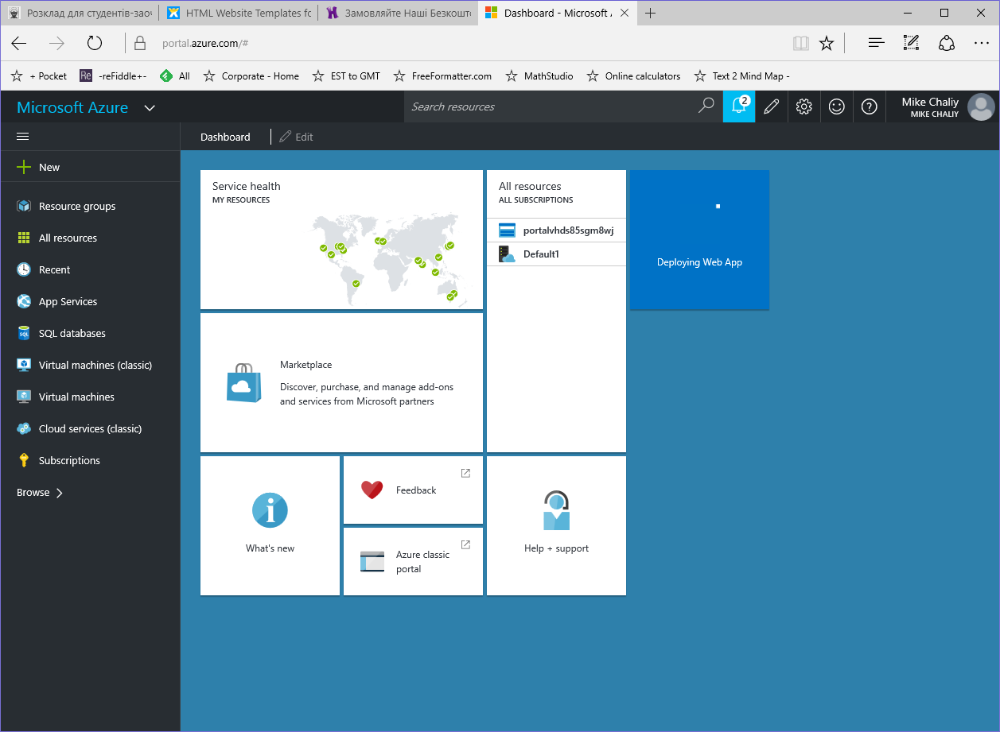 Розклад для студентів-заоч
HTML Website Templates fo
Замовляйте Наші Безкошто
Dashboard - Microsoft A
portal.azure.com/#
+ Pocket
Re
-reFiddle+-
All
Corporate - Home
EST to GMT
FreeFormatter.com
MathStudio
Online calculators
Text 2 Mind Map -
Microsoft Azure
Search resources
2
Mike Chaliy
MIKE CHALIY
Dashboard
Edit
New
Resource groups
All resources
Recent
App Services
SQL
SQL databases
Virtual machines (classic)
Virtual machines
Cloud services (classic)
Subscriptions
Browse
Service health
MY RESOURCES
All resources
ALL SUBSCRIPTIONS
portalvhds85sgm8wj
Default1
Deploying Web App
Marketplace
Discover, purchase, and manage add-ons
and services from Microsoft partners
What's new
Feedback
Azure classic
portal
Help + support